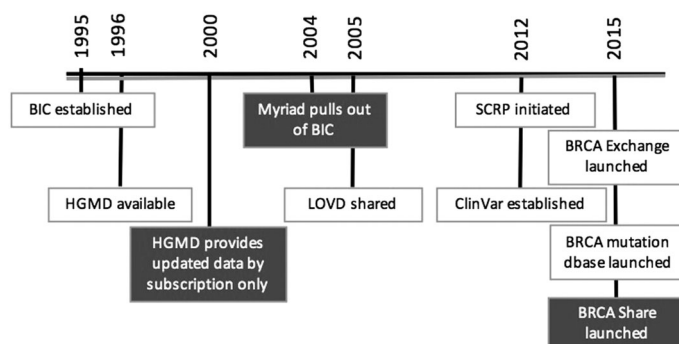 1995
1996
2000
2004
2005
2012
2015
BIC established
Myriad pulls out
of BIC
SCRP initiated
BRCA Exchange
launched
HGMD available
LOVD shared
ClinVar established
HGMD provides
updated data by
subscription only
BRCA mutation
dbase launched
BRCA Share
launched